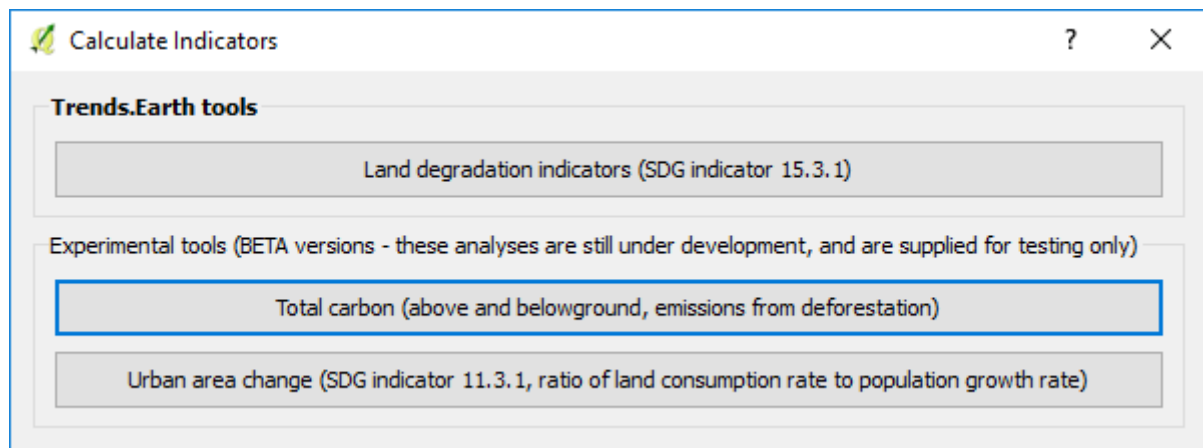 Calculate Indicators
Trends.Earth tools
Land degradation indicators (SDG indicator 15.3.1)
Experimental tools (BETA versions - these analyses are still under development, and are supplied for testing only)
Total carbon (above and belowground, emissions from deforestation)
Urban area change (SDG indicator 11.3.1, ratio of land consumption rate to population growth rate)